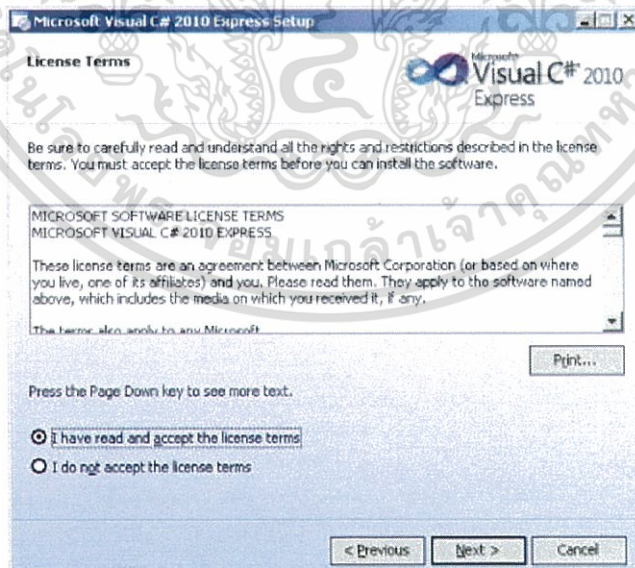 Microsoft Visual C# 2010 Express Setup
License Terms
Microsoft
Visual C# 2010
Express
Be sure to carefully read and understand all the rights and restrictions described in the license
terms. You must accept the license terms before you can install the software.
MICROSOFT SOFTWARE LICENSE TERMS
MICROSOFT VISUAL C# 2010 EXPRESS
These license terms are an agreement between Microsoft Corporation (or based on where
you live, one of its affiliates) and you. Please read them. They apply to the software named
above, which includes the media on which you received it, if any.
The terms also apply to any Microsoft
Print...
Press the Page Down key to see more text.
I have read and accept the license terms
I do not accept the license terms
< Previous
Next >
Cancel